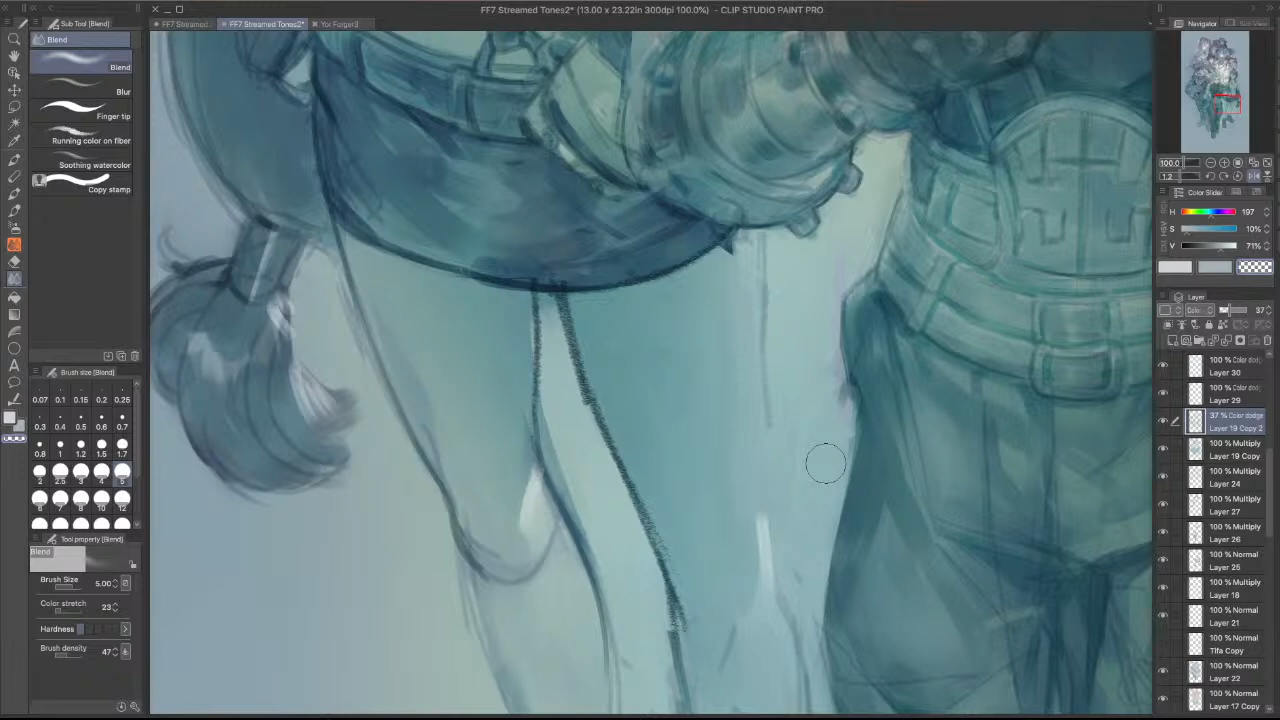 FF7 Streamed Tones2* (13.00 x 23.22in 300dpi 100.0%) - CLIP STUDIO PAINT PRO
Sub Tool [Blend]
FF7 Streamed
FF7 Streamed Tones2*
Yor Forger3
Navigator
Sub View
Blend
Blend
Blur
Finger tip
Running color on fiber
Soothing watercolor
Copy stamp
100.0
1.2
Color Slider
H 197
S 10%
V 71%
Layer
Color
37
100 % Color dod
Layer 30
100 % Color dod
Layer 29
37 % Color dodge
Layer 19 Copy 2
100 % Multiply
Layer 19 Copy
100 % Multiply
Layer 24
100 % Multiply
Layer 27
100 % Multiply
Layer 26
100 % Normal
Layer 25
100 % Multiply
Layer 18
100 % Normal
Layer 21
100 % Normal
Tifa Copy
100 % Normal
Layer 22
100 % Normal
Layer 17 Copy
Brush size [Blend]
0.07 0.1 0.15 0.2 0.25
0.3 0.4 0.5 0.6 0.7
0.8 1 1.2 1.5 1.7
2 2.5 3 4 5
6 7 8 10 12
Tool property [Blend]
Blend
Brush Size 5.00
Color stretch 23
Hardness
Brush density 47